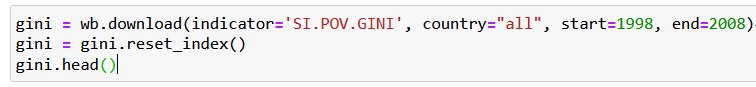 gini = wb.download(indicator='SI.POV.GINI', country="all", start=1998, end=2008)
gini = gini.reset_index()
gini.head()